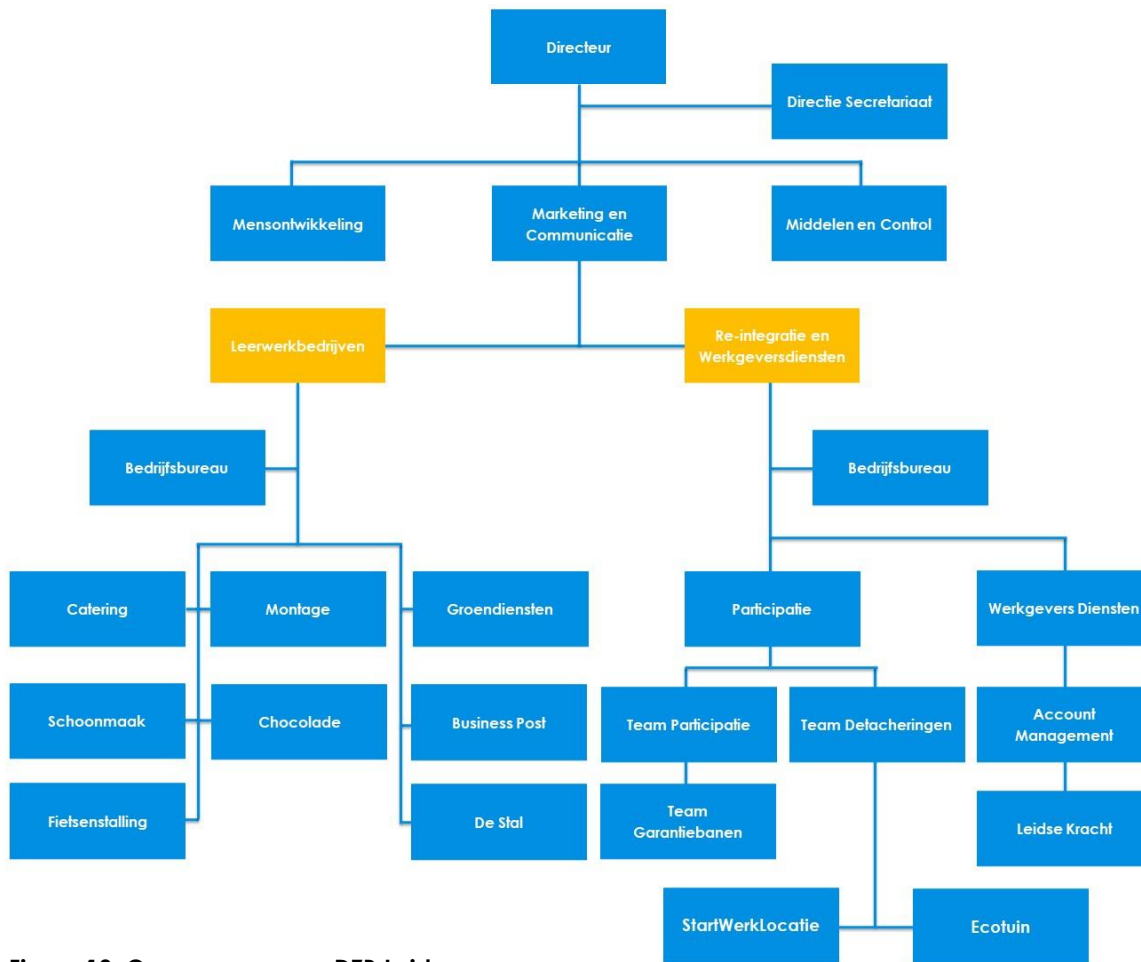 Directeur
Directie Secretariaat
Mensontwikkeling
Marketing en
Communicatie
Middelen en Control
Leerwerkbedrijven
Re-integratie en
Werkgeversdiensten
Bedrijfsbureau
Bedrijfsbureau
Catering
Montage
Groendiensten
Participatie
Werkgevers Diensten
Schoonmaak
Chocolade
Business Post
Team Participatie
Team Detacheringen
Account
Management
Fietsenstalling
De Stal
Team
Garantiebanen
Leidse Kracht
StartWerkLocatie
Ecotuin